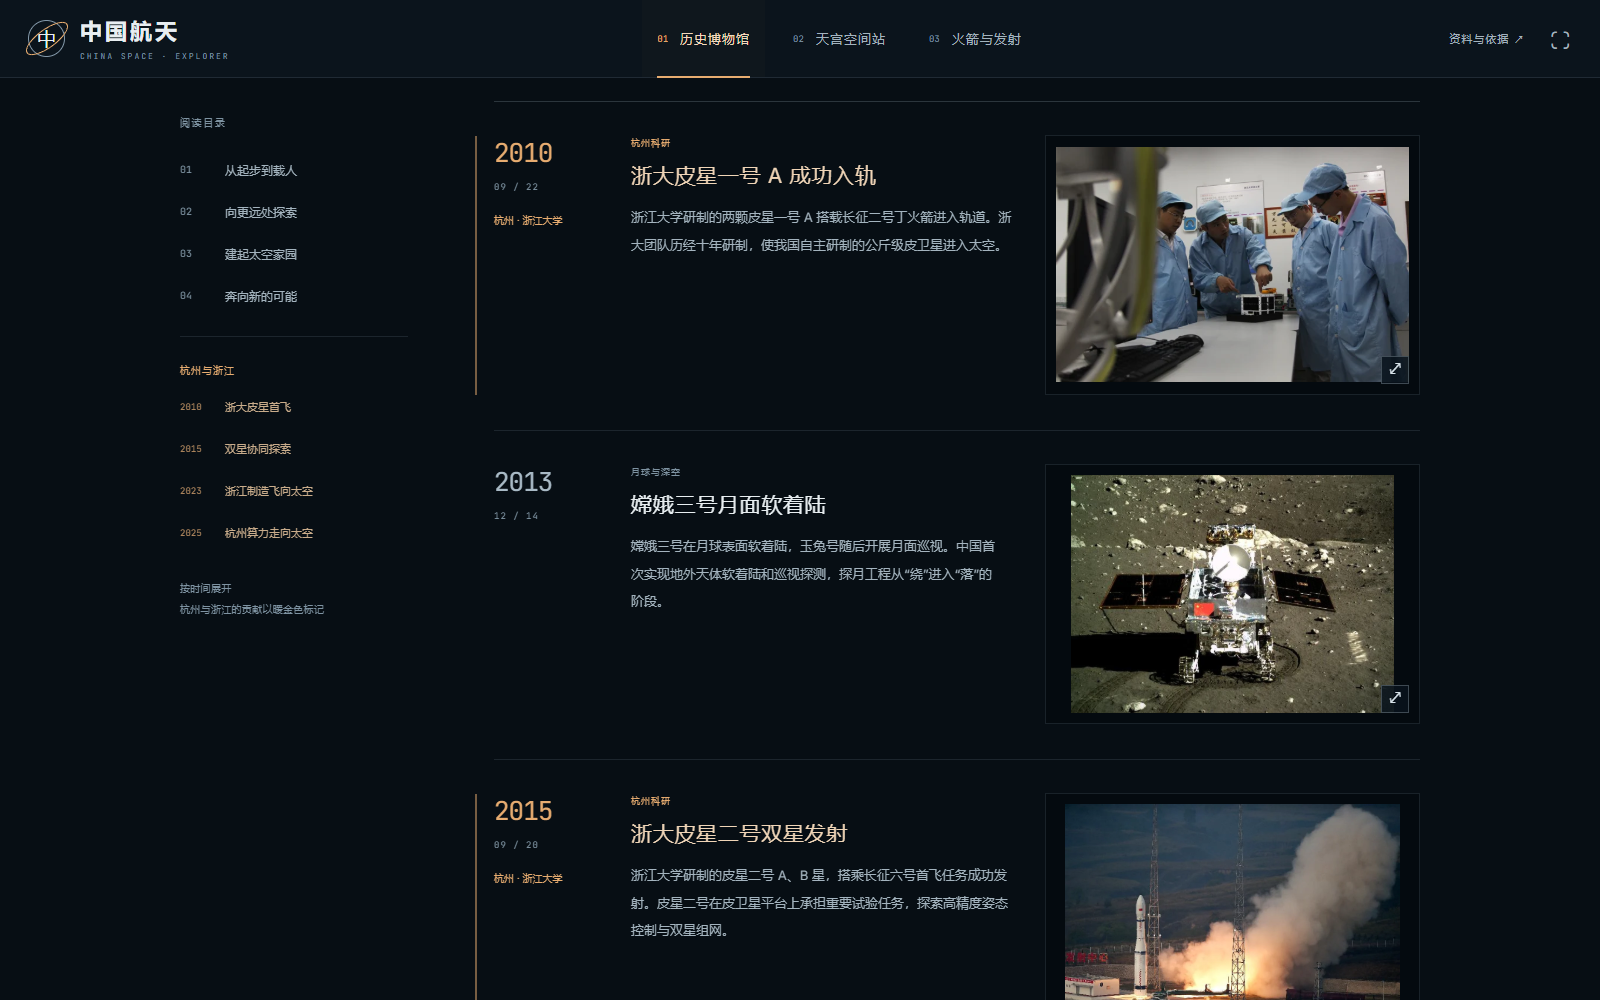 中
中国航天
CHINA SPACE · EXPLORER
01 历史博物馆
02 天宫空间站
03 火箭与发射
资料与依据 ↗
阅读目录
01 从起步到载人
02 向更远处探索
03 建起太空家园
04 奔向新的可能
杭州与浙江
2010 浙大皮星首飞
2015 双星协同探索
2023 浙江制造飞向太空
2025 杭州算力走向太空
按时间展开
杭州与浙江的贡献以暖金色标记
2010
09 / 22
杭州 · 浙江大学
杭州科研
浙大皮星一号 A 成功入轨
浙江大学研制的两颗皮星一号 A 搭载长征二号丁火箭进入轨道。浙
大团队历经十年研制，使我国自主研制的公斤级皮卫星进入太空。
2013
12 / 14
月球与深空
嫦娥三号月面软着陆
嫦娥三号在月球表面软着陆，玉兔号随后开展月面巡视。中国首
次实现地外天体软着陆和巡视探测，探月工程从“绕”进入“落”的
阶段。
2015
09 / 20
杭州 · 浙江大学
杭州科研
浙大皮星二号双星发射
浙江大学研制的皮星二号 A、B 星，搭乘长征六号首飞任务成功发
射。皮星二号在皮卫星平台上承担重要试验任务，探索高精度姿态
控制与双星组网。